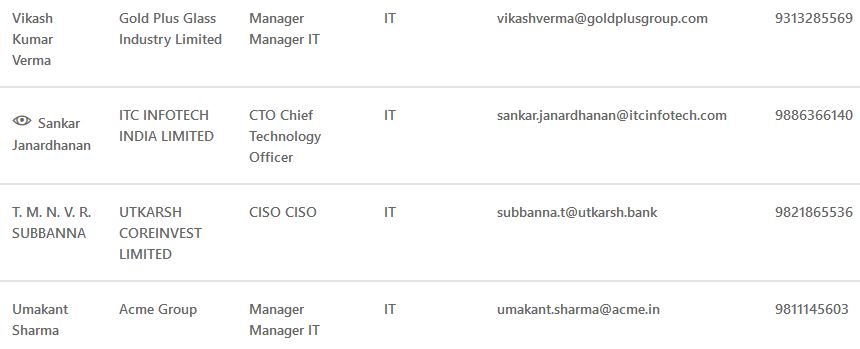 Vikash Gold Plus Glass Manager IT vikashverma@goldplusgroup.com 9313285569
Kumar Industry Limited Manager IT
Verma
Sankar ITC INFOTECH CTO Chief IT sankar.janardhanan@itcinfotech.com 9886366140
Janardhanan INDIA LIMITED Technology
Officer
T. M. N. V. R. UTKARSH CISO CISO IT subbanna.t@utkarsh.bank 9821865536
SUBBANNA COREINVEST
LIMITED
Umakant Acme Group Manager IT umakant.sharma@acme.in 9811145603
Sharma Manager IT